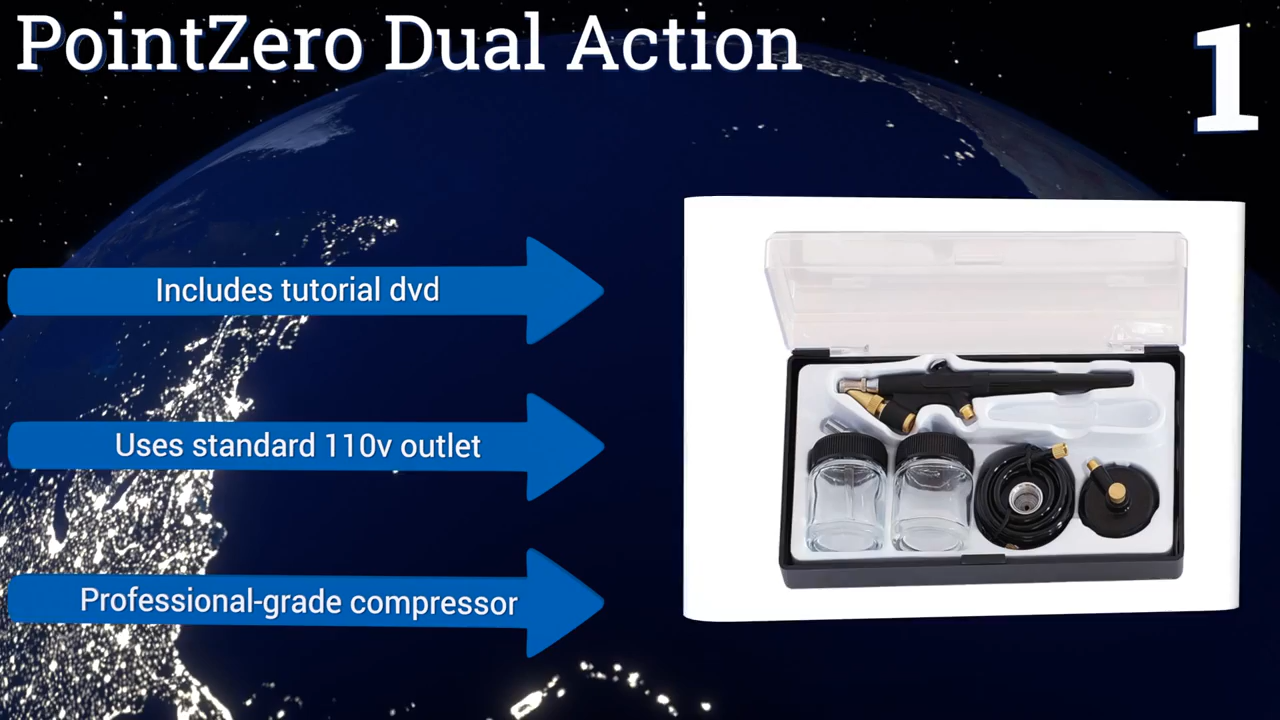 PointZero Dual Action
1
Includes tutorial dvd
Uses standard 110v outlet
Professional-grade compressor